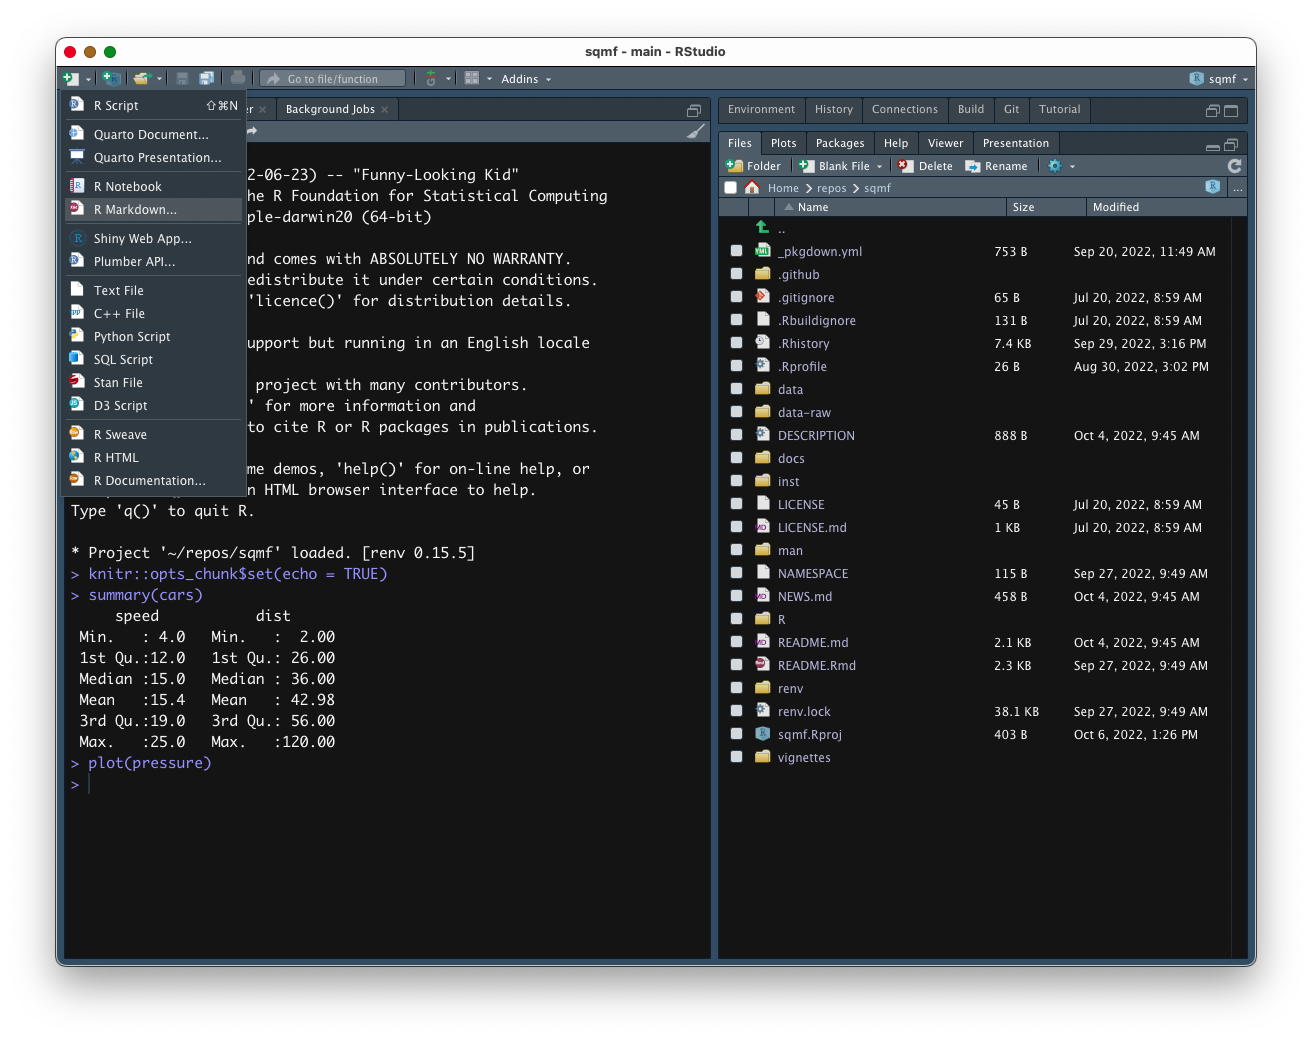 sqmf - main - RStudio
Go to file/function
Addins
sqmf
R Script ⇧⌘N
Quarto Document...
Quarto Presentation...
R Notebook
R Markdown...
Shiny Web App...
Plumber API...
Text File
C++ File
Python Script
SQL Script
Stan File
D3 Script
R Sweave
R HTML
R Documentation...
er × Background Jobs ×
2-06-23) -- "Funny-Looking Kid"
he R Foundation for Statistical Computing
ple-darwin20 (64-bit)
nd comes with ABSOLUTELY NO WARRANTY.
edistribute it under certain conditions.
'licence()' for distribution details.
upport but running in an English locale
project with many contributors.
' for more information and
to cite R or R packages in publications.
me demos, 'help()' for on-line help, or
n HTML browser interface to help.
Type 'q()' to quit R.
* Project '~/repos/sqmf' loaded. [renv 0.15.5]
> knitr::opts_chunk$set(echo = TRUE)
> summary(cars)
speed dist
Min. : 4.0 Min. : 2.00
1st Qu.:12.0 1st Qu.: 26.00
Median :15.0 Median : 36.00
Mean :15.4 Mean : 42.98
3rd Qu.:19.0 3rd Qu.: 56.00
Max. :25.0 Max. :120.00
> plot(pressure)
>
Environment History Connections Build Git Tutorial
Files Plots Packages Help Viewer Presentation
Folder Blank File Delete Rename
Home > repos > sqmf ...
Name Size Modified
..
_pkgdown.yml 753 B Sep 20, 2022, 11:49 AM
.github
.gitignore 65 B Jul 20, 2022, 8:59 AM
.Rbuildignore 131 B Jul 20, 2022, 8:59 AM
.Rhistory 7.4 KB Sep 29, 2022, 3:16 PM
.Rprofile 26 B Aug 30, 2022, 3:02 PM
data
data-raw
DESCRIPTION 888 B Oct 4, 2022, 9:45 AM
docs
inst
LICENSE 45 B Jul 20, 2022, 8:59 AM
LICENSE.md 1 KB Jul 20, 2022, 8:59 AM
man
NAMESPACE 115 B Sep 27, 2022, 9:49 AM
NEWS.md 458 B Oct 4, 2022, 9:45 AM
R
README.md 2.1 KB Oct 4, 2022, 9:45 AM
README.Rmd 2.3 KB Sep 27, 2022, 9:49 AM
renv
renv.lock 38.1 KB Sep 27, 2022, 9:49 AM
sqmf.Rproj 403 B Oct 6, 2022, 1:26 PM
vignettes